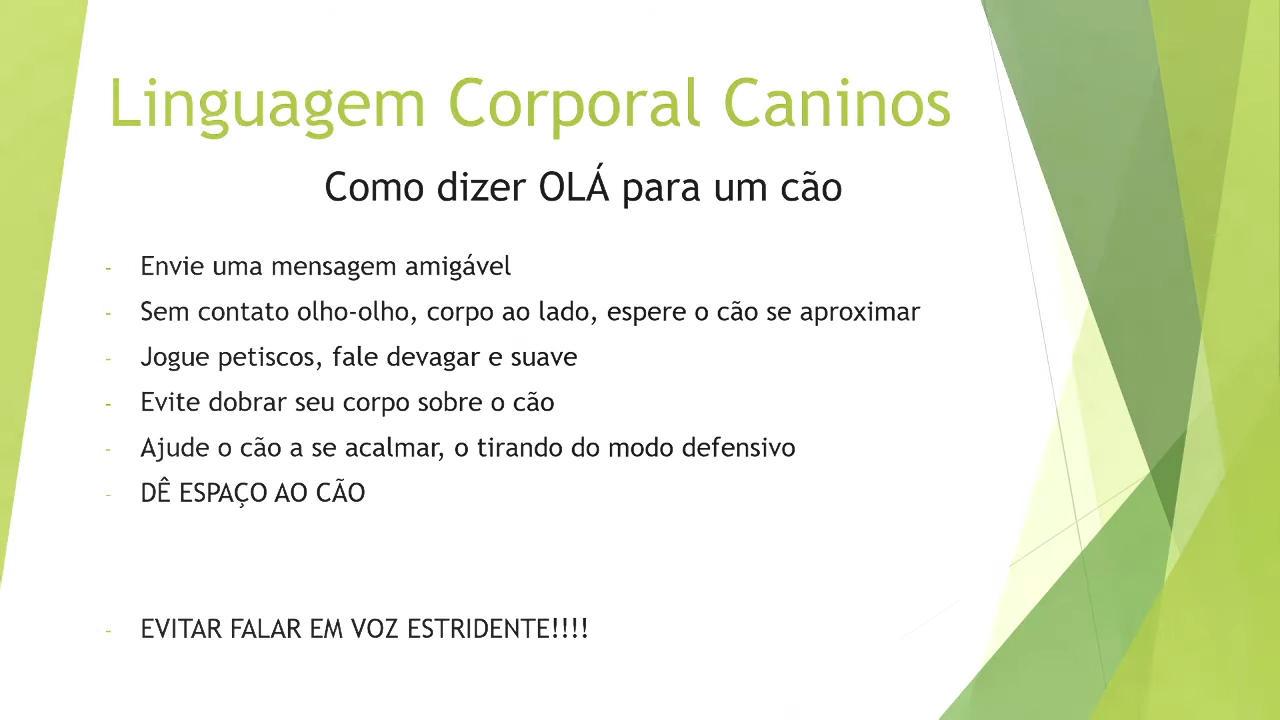 Linguagem Corporal Caninos
Como dizer OLÁ para um cão
- Envie uma mensagem amigável
- Sem contato olho-olho, corpo ao lado, espere o cão se aproximar
- Jogue petiscos, fale devagar e suave
- Evite dobrar seu corpo sobre o cão
- Ajude o cão a se acalmar, o tirando do modo defensivo
- DÊ ESPAÇO AO CÃO
- EVITAR FALAR EM VOZ ESTRIDENTE!!!!